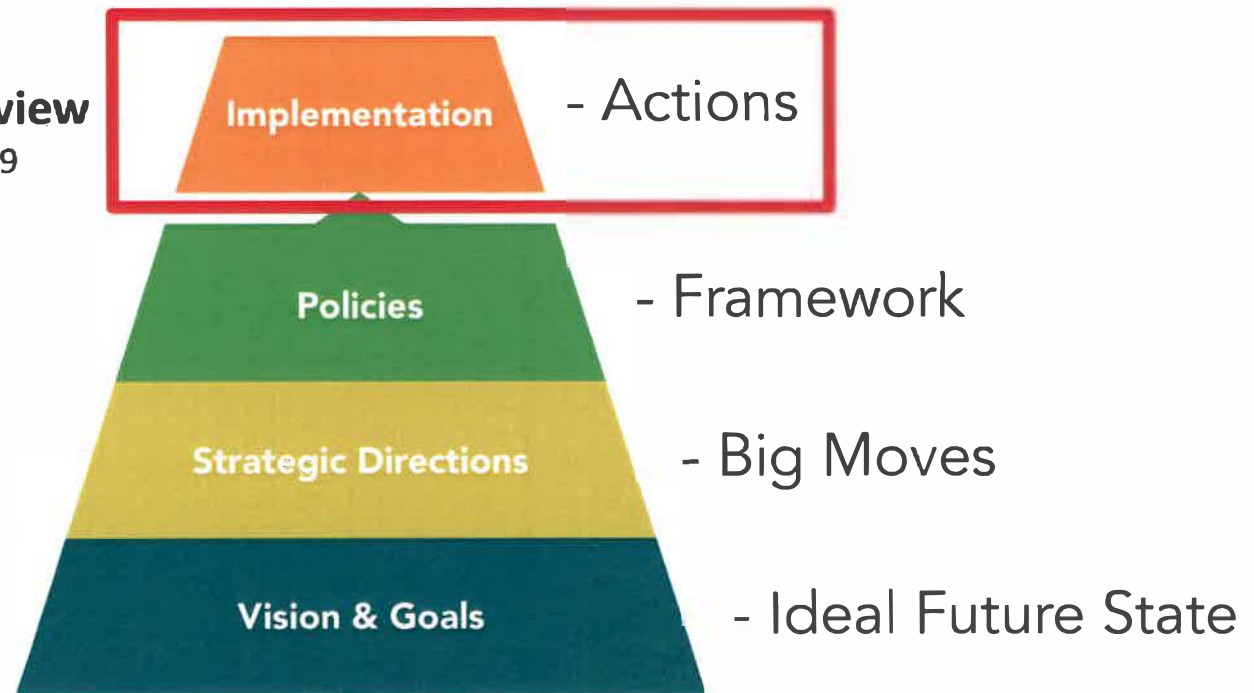 view
9
Implementation - Actions
Policies - Framework
Strategic Directions - Big Moves
Vision & Goals - Ideal Future State